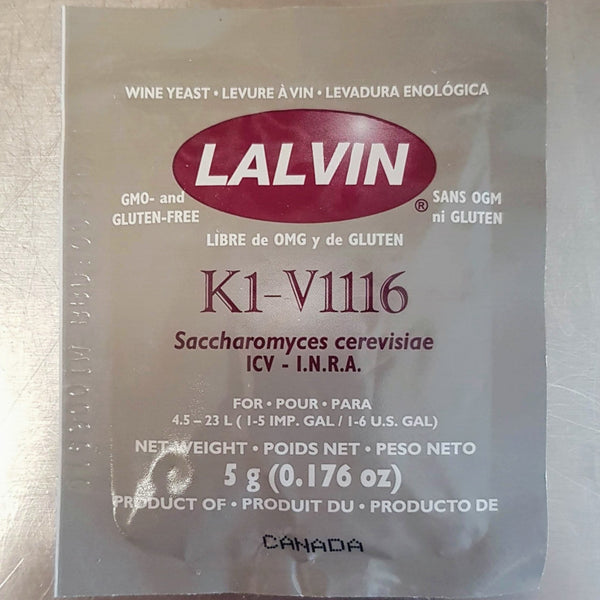 WINE YEAST • LEVURE À VIN • LEVADURA ENOLÓGICA
LALVIN®
GMO- and
GLUTEN-FREE
SANS OGM
ni GLUTEN
LIBRE de OMG y de GLUTEN
K1-V1116
Saccharomyces cerevisiae
ICV - I.N.R.A.
FOR • POUR • PARA
4.5 – 23 L ( 1-5 IMP. GAL / 1-6 U.S. GAL)
NET WEIGHT • POIDS NET • PESO NETO
5 g (0.176 oz)
PRODUCT OF • PRODUIT DU • PRODUCTO DE
CANADA